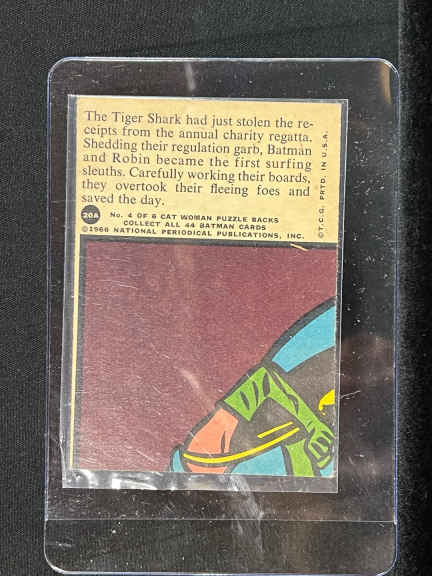 The Tiger Shark had just stolen the re-
ceipts from the annual charity regatta.
Shedding their regulation garb, Batman
and Robin became the first surfing
sleuths. Carefully working their boards,
they overtook their fleeing foes and
saved the day.
20A
No. 4 OF 6 CAT WOMAN PUZZLE BACKS
COLLECT ALL 44 BATMAN CARDS
©1966 NATIONAL PERIODICAL PUBLICATIONS, INC.
©T.C.G. PRTD. IN U.S.A.